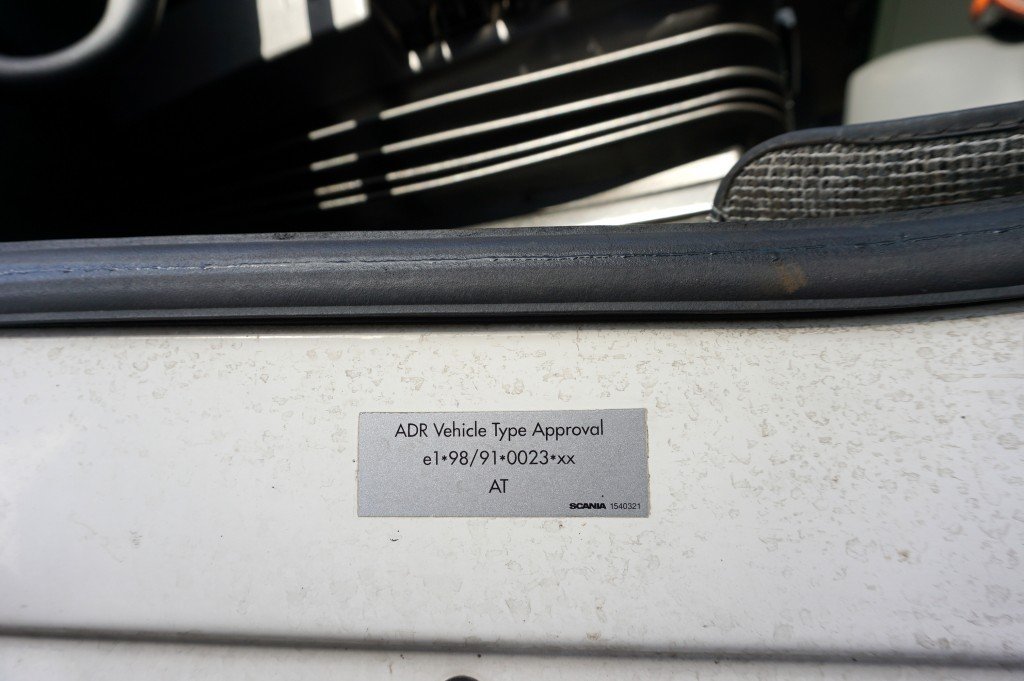 ADR Vehicle Type Approval
e1*98/91*0023*xx
AT
SCANIA 1540321